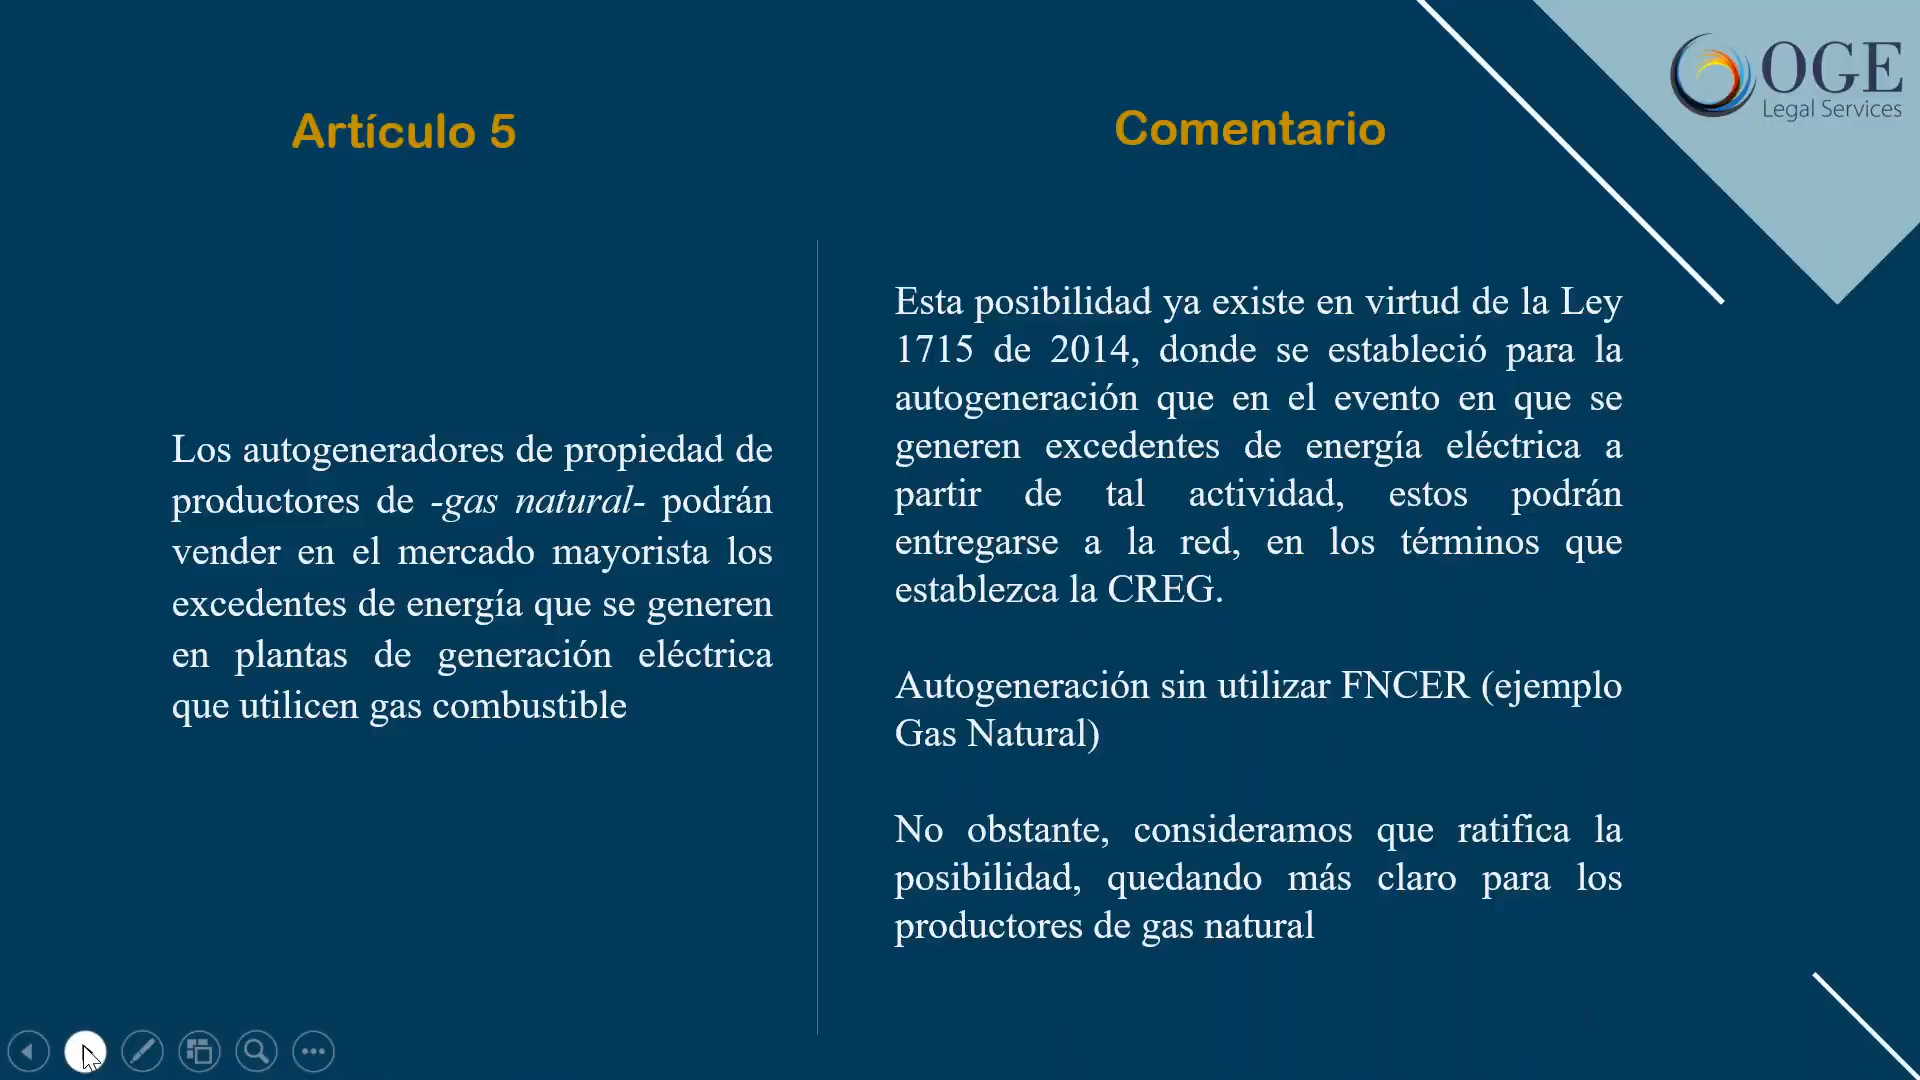 OGE
Legal Services
Artículo 5
Los autogeneradores de propiedad de
productores de -gas natural- podrán
vender en el mercado mayorista los
excedentes de energía que se generen
en plantas de generación eléctrica
que utilicen gas combustible
Comentario
Esta posibilidad ya existe en virtud de la Ley
1715 de 2014, donde se estableció para la
autogeneración que en el evento en que se
generen excedentes de energía eléctrica a
partir de tal actividad, estos podrán
entregarse a la red, en los términos que
establezca la CREG.
Autogeneración sin utilizar FNCER (ejemplo
Gas Natural)
No obstante, consideramos que ratifica la
posibilidad, quedando más claro para los
productores de gas natural